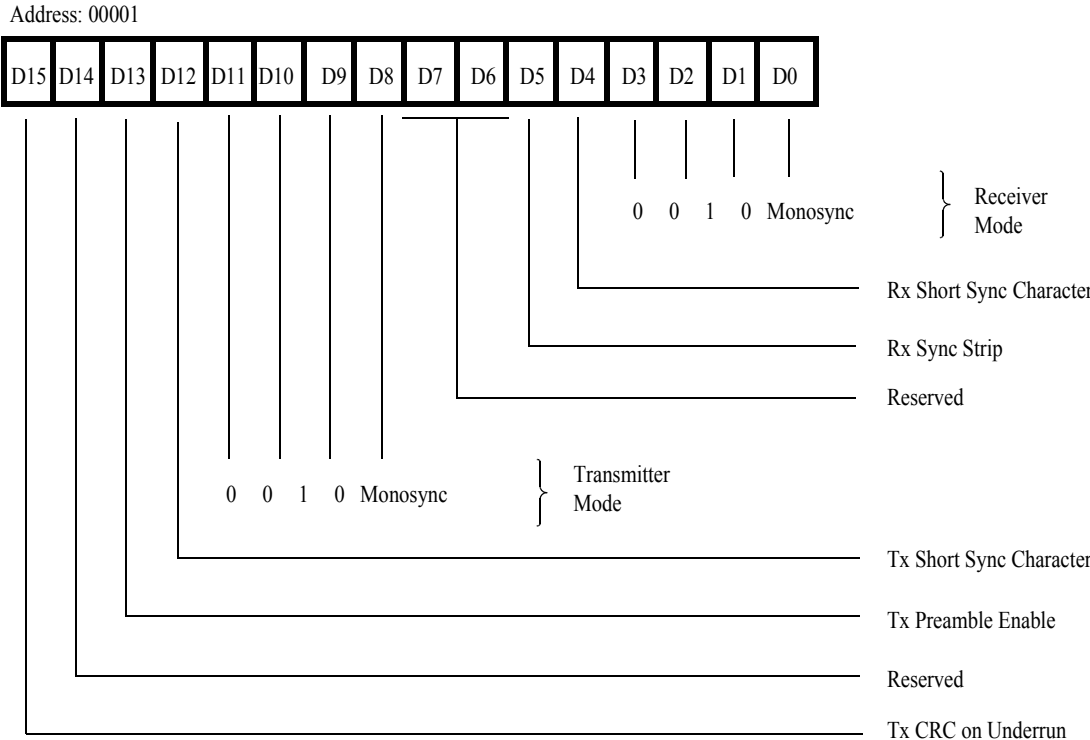 Address: 00001
D15 D14 D13 D12 D11 D10 D9 D8 D7 D6 D5 D4 D3 D2 D1 D0
0 0 1 0 Monosync
Receiver
Mode
Rx Short Sync Character
Rx Sync Strip
Reserved
0 0 1 0 Monosync
Transmitter
Mode
Tx Short Sync Character
Tx Preamble Enable
Reserved
Tx CRC on Underrun